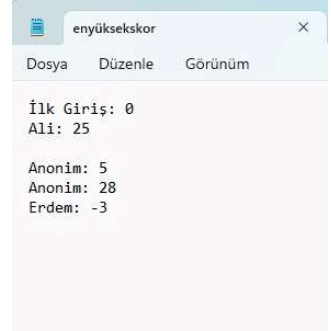 enyüksekskor
Dosya Düzenle Görünüm
İlk Giriş: 0
Ali: 25
Anonim: 5
Anonim: 28
Erdem: -3